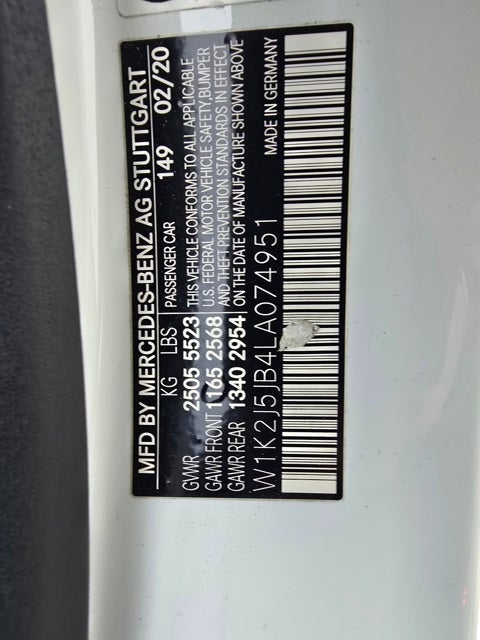 MFD BY MERCEDES-BENZ AG STUTTGART
KG LBS PASSENGER CAR 149 02/20
GVWR 2505 5523 THIS VEHICLE CONFORMS TO ALL APPLICABLE
U.S. FEDERAL MOTOR VEHICLE SAFETY,BUMPER
GAWR FRONT 1165 2568 AND THEFT PREVENTION STANDARDS IN EFFECT
GAWR REAR 1340 2954 ON THE DATE OF MANUFACTURE SHOWN ABOVE
W1K2J5JB4LA074951 MADE IN GERMANY